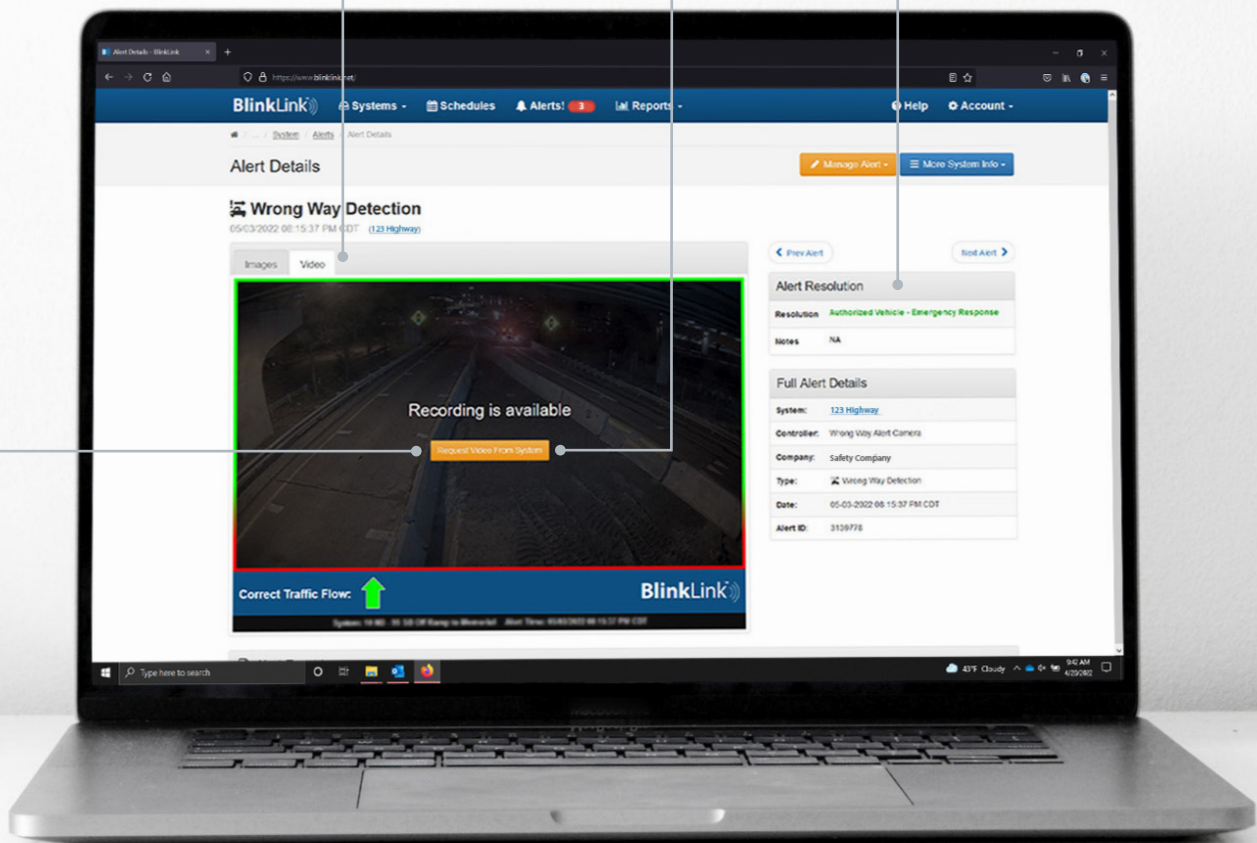 Alert Details - BlinkLink
https://www.blinklink.net/
BlinkLink Systems Schedules Alerts! 3 Reports Help Account
/ ... / System / Alerts / Alert Details
Alert Details
Manage Alert
More System Info
Wrong Way Detection
05/03/2022 08:15:37 PM CDT (123 Highway)
Images Video
Prev Alert Next Alert
Recording is available
Request Video From System
Correct Traffic Flow:
BlinkLink
Alert Resolution
Resolution Authorized Vehicle - Emergency Response
Notes NA
Full Alert Details
System: 123 Highway
Controller: Wrong Way Alert Camera
Company: Safety Company
Type: Wrong Way Detection
Date: 05-03-2022 08:15:37 PM CDT
Alert ID: 3139778
Type here to search
43°F Cloudy
9:42 AM
4/20/2022